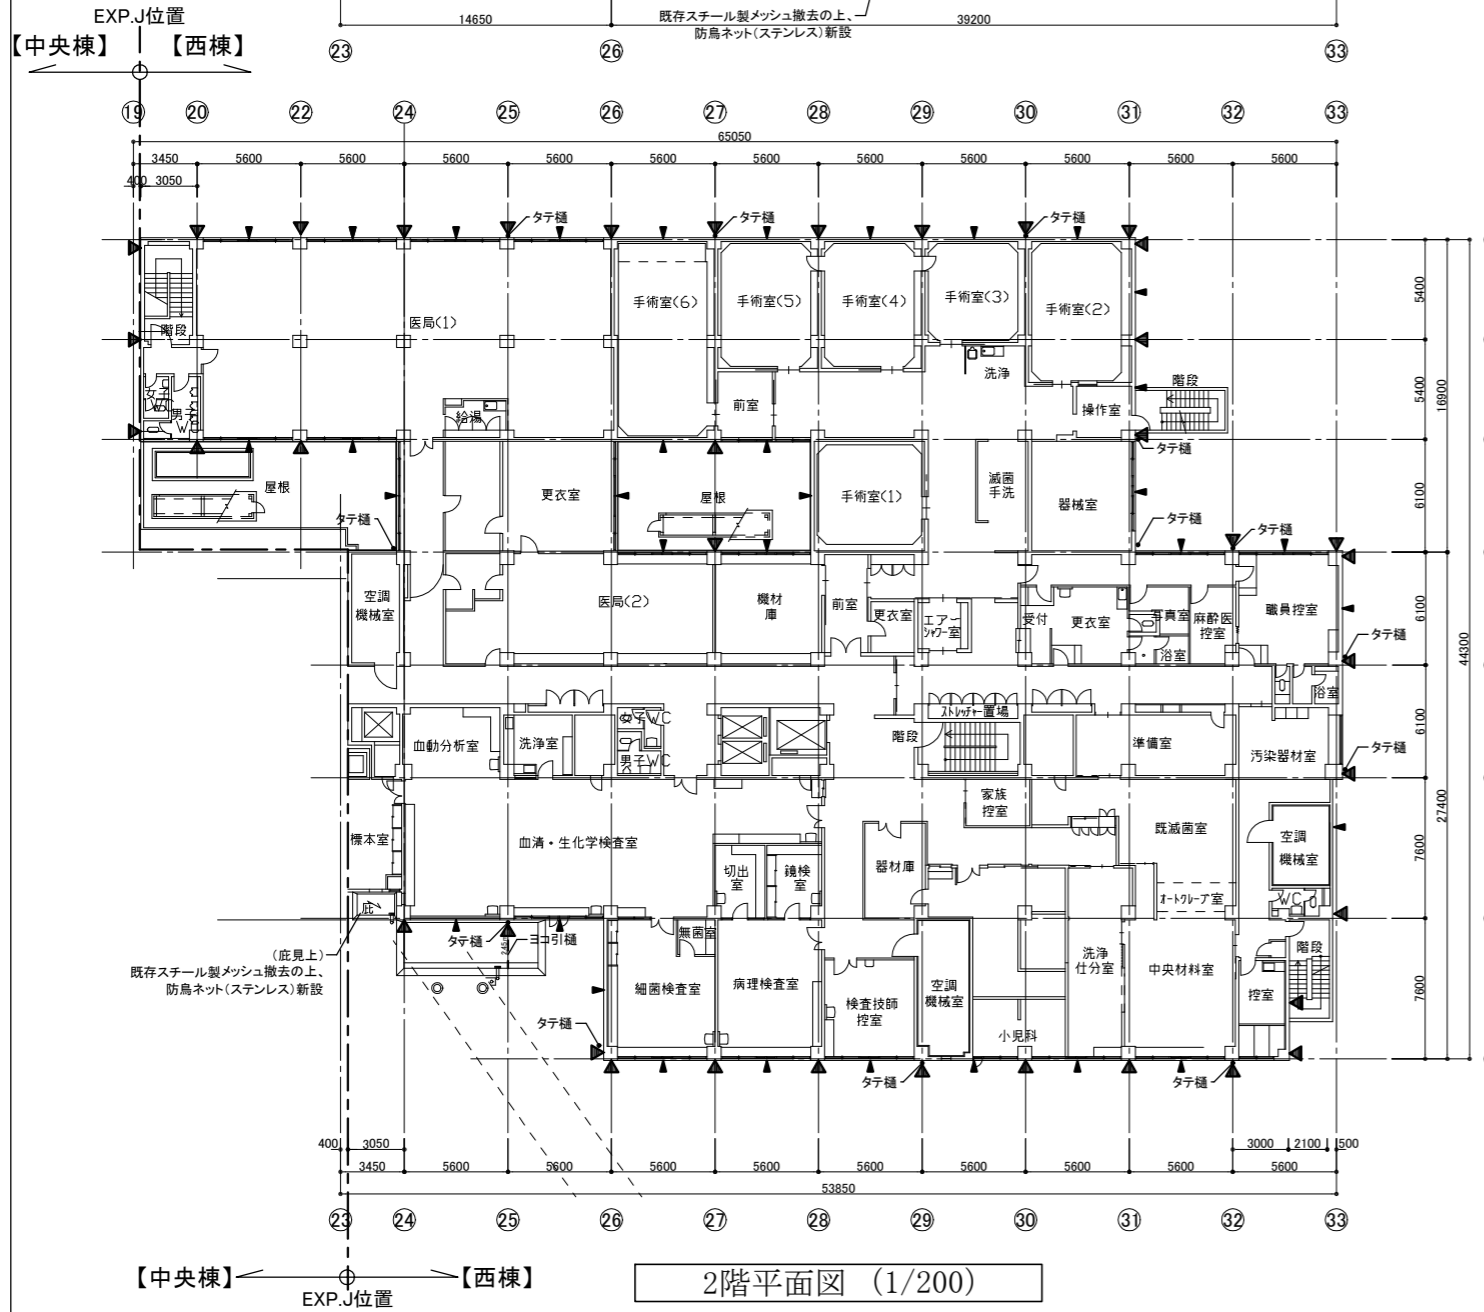 EXP.J位置
【中央棟】
【西棟】
14650
既存スチール製メッシュ撤去の上、
防鳥ネット(ステンレス)新設
39200
23
26
33
19
20
22
24
25
26
27
28
29
30
31
32
33
65050
3450
5600
5600
5600
5600
5600
5600
5600
5600
5600
5600
5600
400
3050
タテ樋
タテ樋
タテ樋
手術室(6)
手術室(5)
手術室(4)
手術室(3)
手術室(2)
医局(1)
階段
洗浄
女子
WC
男子
W
給湯
前室
操作室
階段
5400
5400
16900
タテ樋
屋根
更衣室
屋根
手術室(1)
滅菌
手洗
器械室
タテ樋
タテ樋
タテ樋
6100
空調
機械室
医局(2)
機材
庫
前室
更衣室
エアー
シャワー室
受付
更衣室
写真室
浴室
麻酔医
控室
職員控室
タテ樋
6100
44300
浴室
血動分析室
洗浄室
女子WC
男子WC
階段
ストレッチャー置場
準備室
汚染器材室
タテ樋
6100
標本室
血清・生化学検査室
切出
室
鏡検
室
器材庫
家族
控室
既滅菌室
空調
機械室
オートクレーブ室
WC
7600
27400
庇
(庇見上)
既存スチール製メッシュ撤去の上、
防鳥ネット(ステンレス)新設
タテ樋
ヨコ引樋
245
無菌室
細菌検査室
病理検査室
検査技師
控室
空調
機械室
小児科
洗浄
仕分室
中央材料室
控室
階段
7600
タテ樋
タテ樋
タテ樋
400
3050
3000
2100
500
3450
5600
5600
5600
5600
5600
5600
5600
5600
5600
53850
23
24
25
26
27
28
29
30
31
32
33
【中央棟】
【西棟】
EXP.J位置
2階平面図 (1/200)